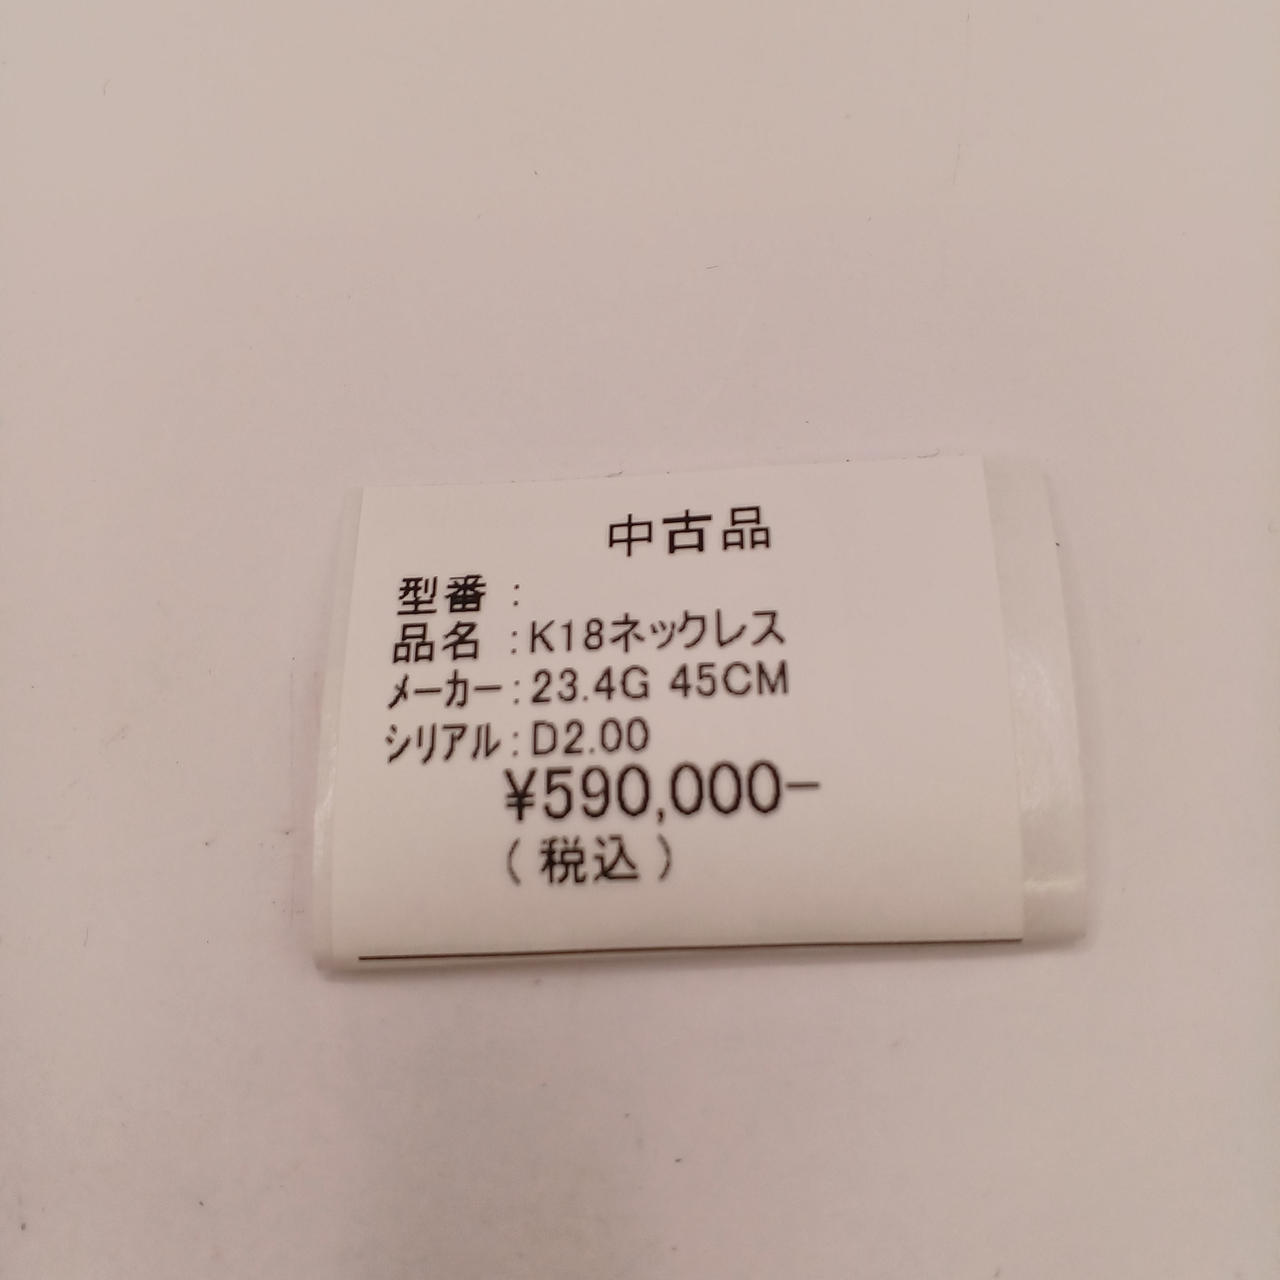 中古品
型番 :
品名 :K18ネックレス
メーカー:23.4G 45CM
シリアル:D2.00
¥590,000-
(税込)